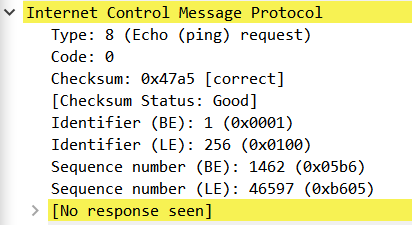 Internet Control Message Protocol
Type: 8 (Echo (ping) request)
Code: 0
Checksum: 0x47a5 [correct]
[Checksum Status: Good]
Identifier (BE): 1 (0x0001)
Identifier (LE): 256 (0x0100)
Sequence number (BE): 1462 (0x05b6)
Sequence number (LE): 46597 (0xb605)
[No response seen]